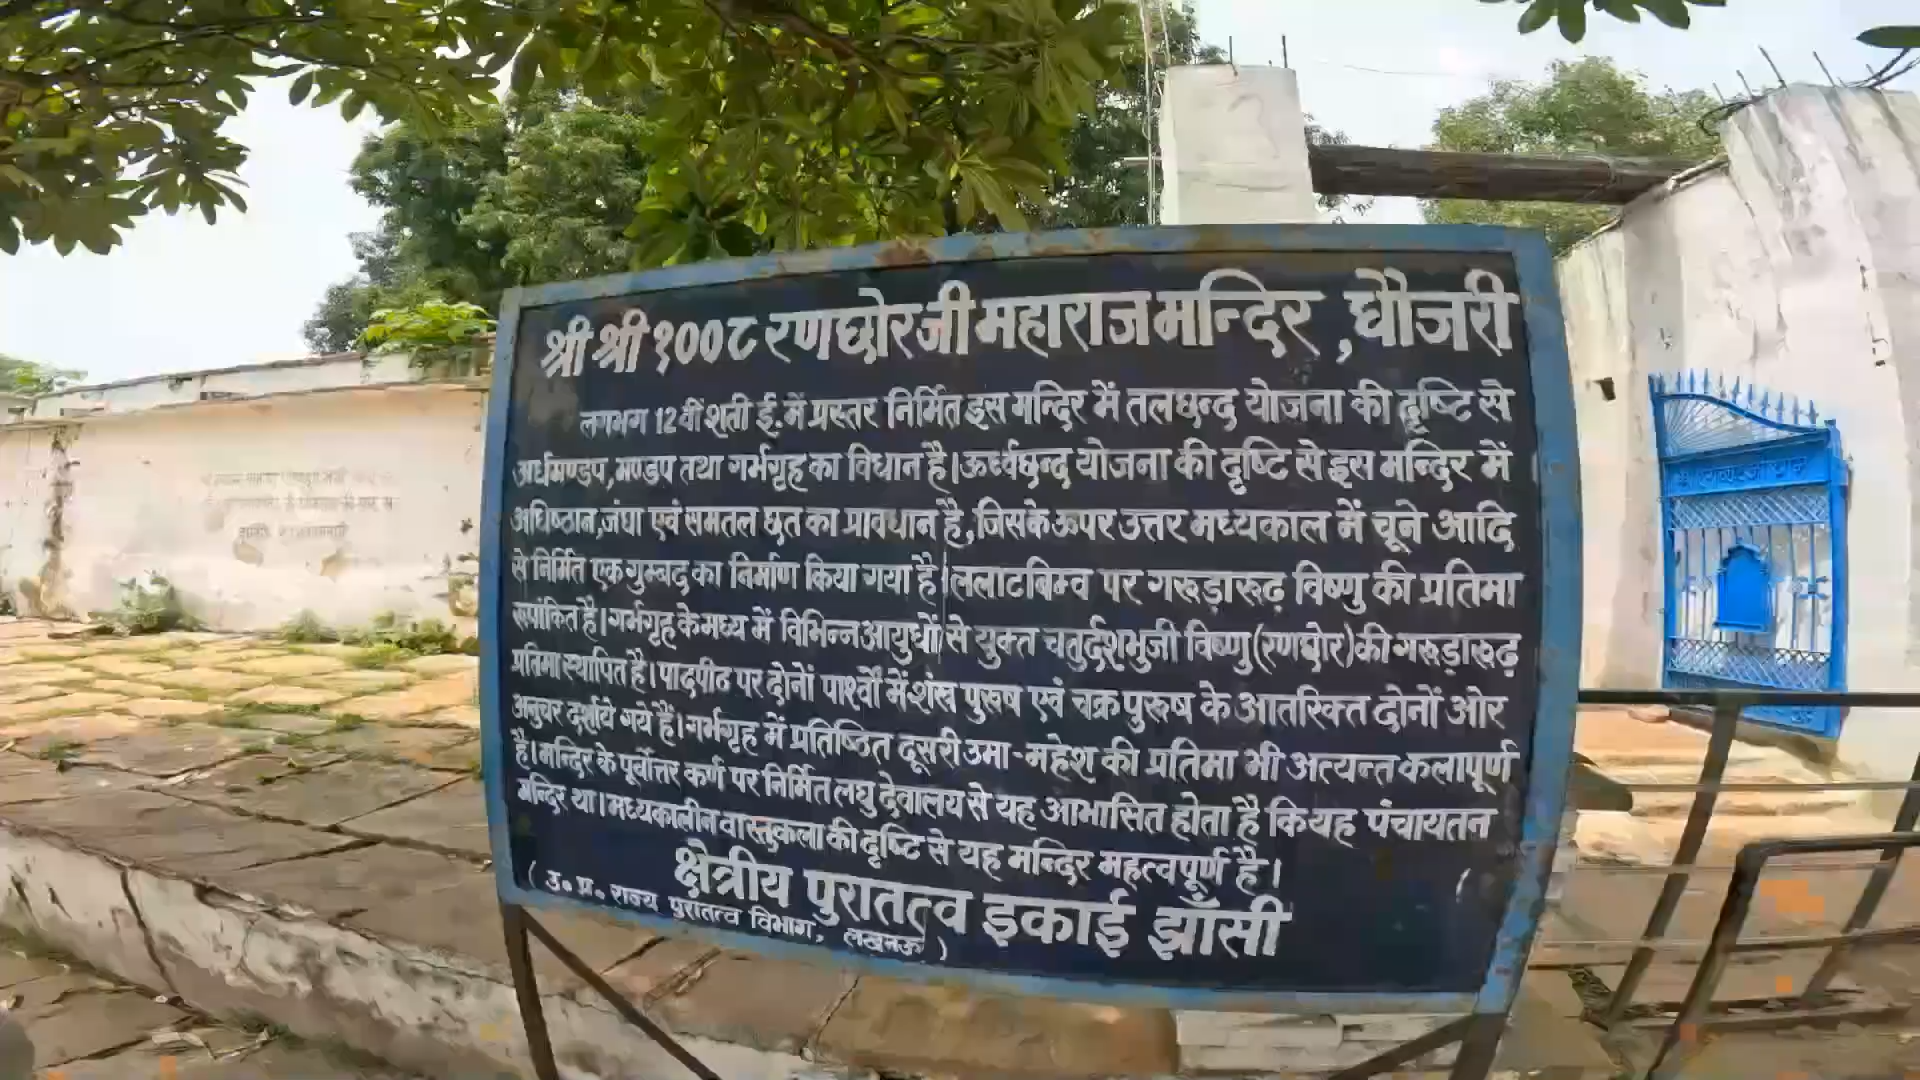 श्री श्री १००८ रणछोर जी महाराज मन्दिर, धौजरी
लगभग 12वीं शती ई. में प्रस्तर निर्मित इस मन्दिर में तलछन्द योजना की दृष्टि से
अर्धमण्डप, मण्डप तथा गर्भगृह का विधान है। ऊर्ध्वछन्द योजना की दृष्टि से इस मन्दिर में
अधिष्ठान, जंघा एवं समतल छत का प्रावधान है, जिसके ऊपर उत्तर मध्यकाल में चूने आदि
से निर्मित एक गुम्बद का निर्माण किया गया है। ललाटबिम्व पर गरूड़ारूढ़ विष्णु की प्रतिमा
रूपांकित है। गर्भगृह के मध्य में विभिन्न आयुधों से युक्त चतुर्दशभुजी विष्णु (रणछोर) की गरूड़ारूढ़
प्रतिमा स्थापित है। पादपीठ पर दोनों पार्श्वों में शंख पुरूष एवं चक्र पुरूष के आतरिक्त दोनों ओर
अनुचर दर्शाये गये हैं। गर्भगृह में प्रतिष्ठित दूसरी उमा-महेश की प्रतिमा भी अत्यन्त कलापूर्ण
है। मन्दिर के पूर्वोत्तर कर्ण पर निर्मित लघु देवालय से यह आभासित होता है कि यह पंचायतन
मन्दिर था। मध्यकालीन वास्तुकला की दृष्टि से यह मन्दिर महत्वपूर्ण है।
क्षेत्रीय पुरातत्व इकाई झाँसी
( उ० प्र० राज्य पुरातत्व विभाग, लखनऊ )